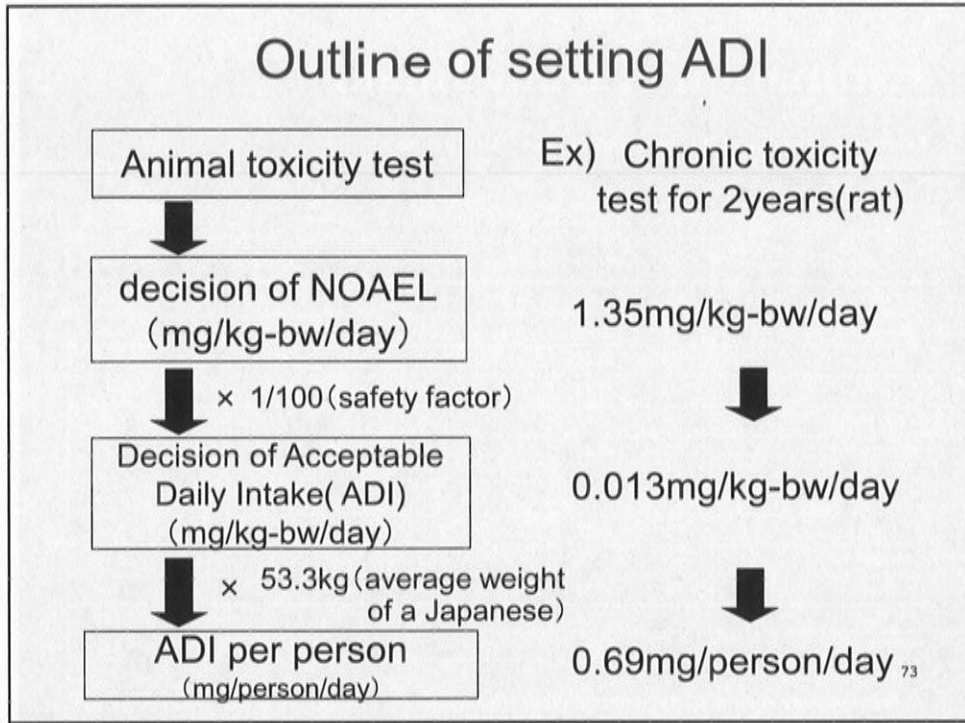 Outline of setting ADI
Animal toxicity test
Ex) Chronic toxicity
test for 2years(rat)
decision of NOAEL
(mg/kg-bw/day)
1.35mg/kg-bw/day
× 1/100(safety factor)
Decision of Acceptable
Daily Intake( ADI)
(mg/kg-bw/day)
0.013mg/kg-bw/day
× 53.3kg(average weight
of a Japanese)
ADI per person
(mg/person/day)
0.69mg/person/day
73